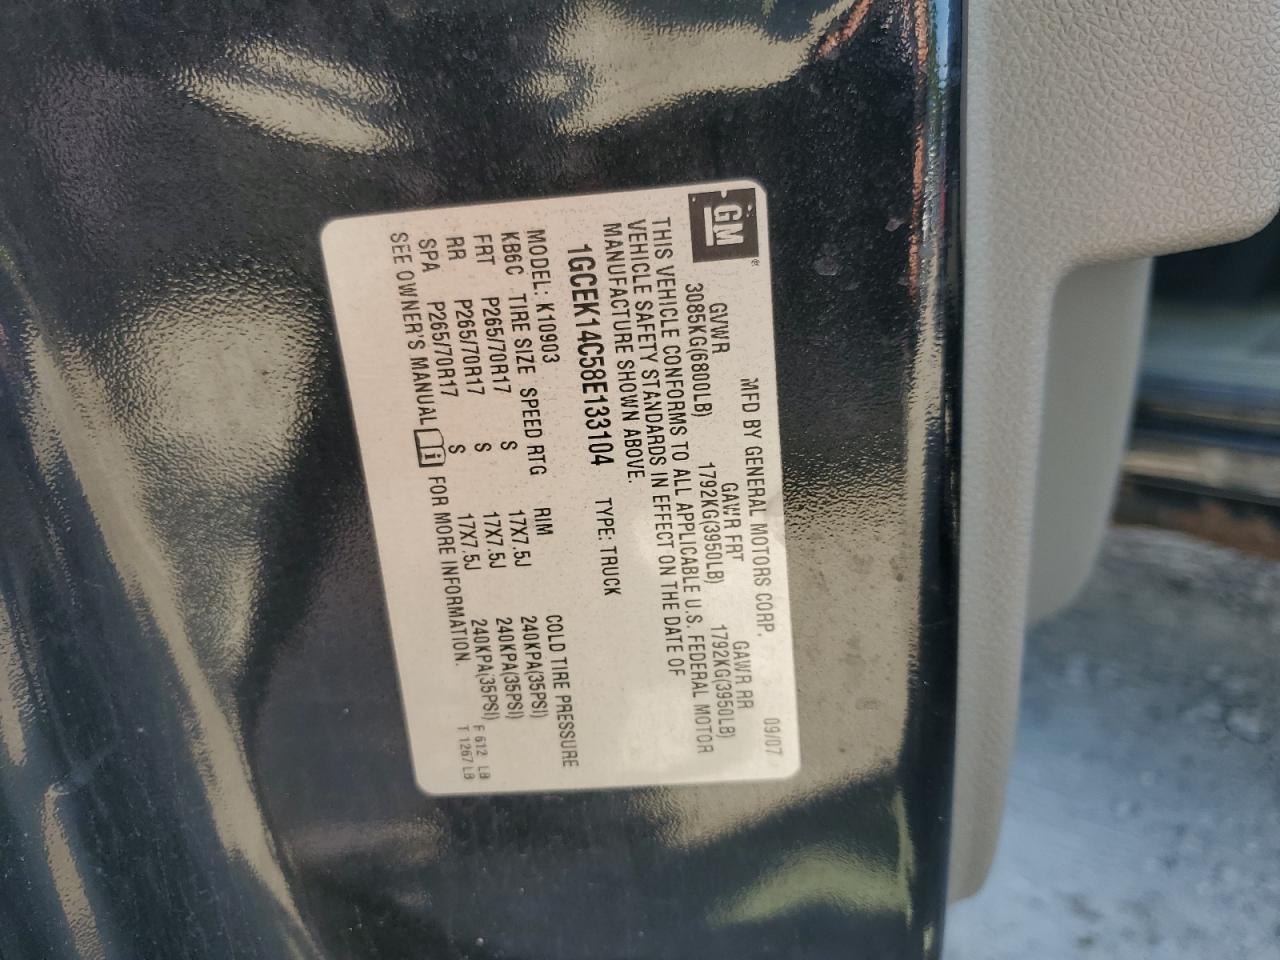 GM
MFD BY GENERAL MOTORS CORP. 09/07
GVWR GAWR FRT GAWR RR
3085KG(6800LB) 1792KG(3950LB) 1792KG(3950LB)
THIS VEHICLE CONFORMS TO ALL APPLICABLE U.S. FEDERAL MOTOR
VEHICLE SAFETY STANDARDS IN EFFECT ON THE DATE OF
MANUFACTURE SHOWN ABOVE.
1GCEK14C58E133104 TYPE: TRUCK
MODEL: K10903
KB6C TIRE SIZE SPEED RTG RIM COLD TIRE PRESSURE
FRT P265/70R17 S 17X7.5J 240KPA(35PSI)
RR P265/70R17 S 17X7.5J 240KPA(35PSI)
SPA P265/70R17 S 17X7.5J 240KPA(35PSI)
SEE OWNER'S MANUAL FOR MORE INFORMATION.
F 612 LB
T 1267 LB